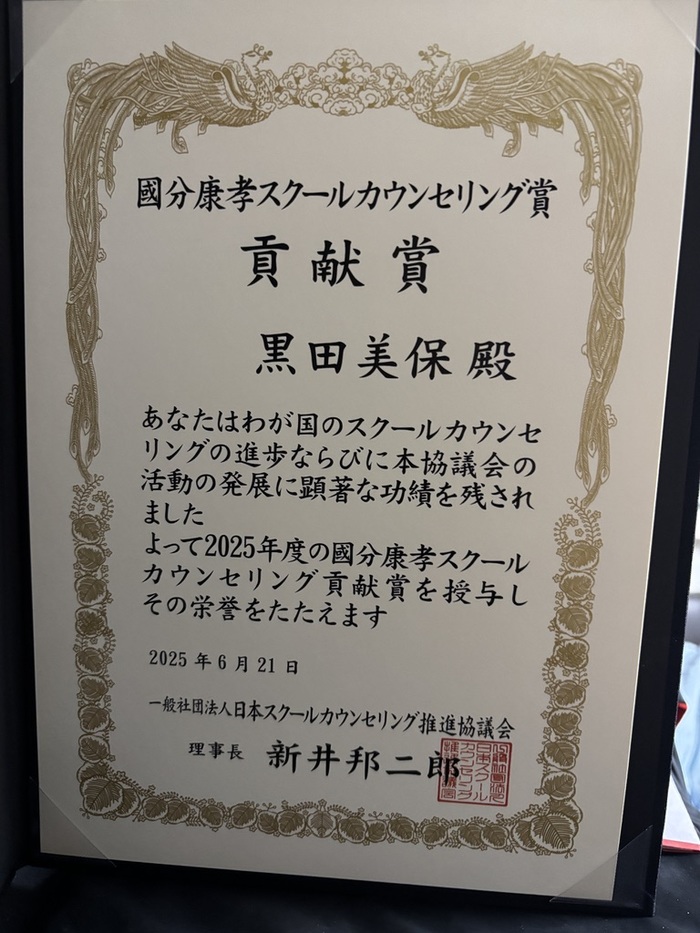 國分康孝スクールカウンセリング賞
貢献賞
黒田美保 殿
あなたはわが国のスクールカウンセ
リングの進歩ならびに本協議会の
活動の発展に顕著な功績を残され
ました
よって2025年度の國分康孝スクール
カウンセリング貢献賞を授与し
その栄誉をたたえます
2025年6月21日
一般社団法人日本スクールカウンセリング推進協議会
理事長 新井邦二郎